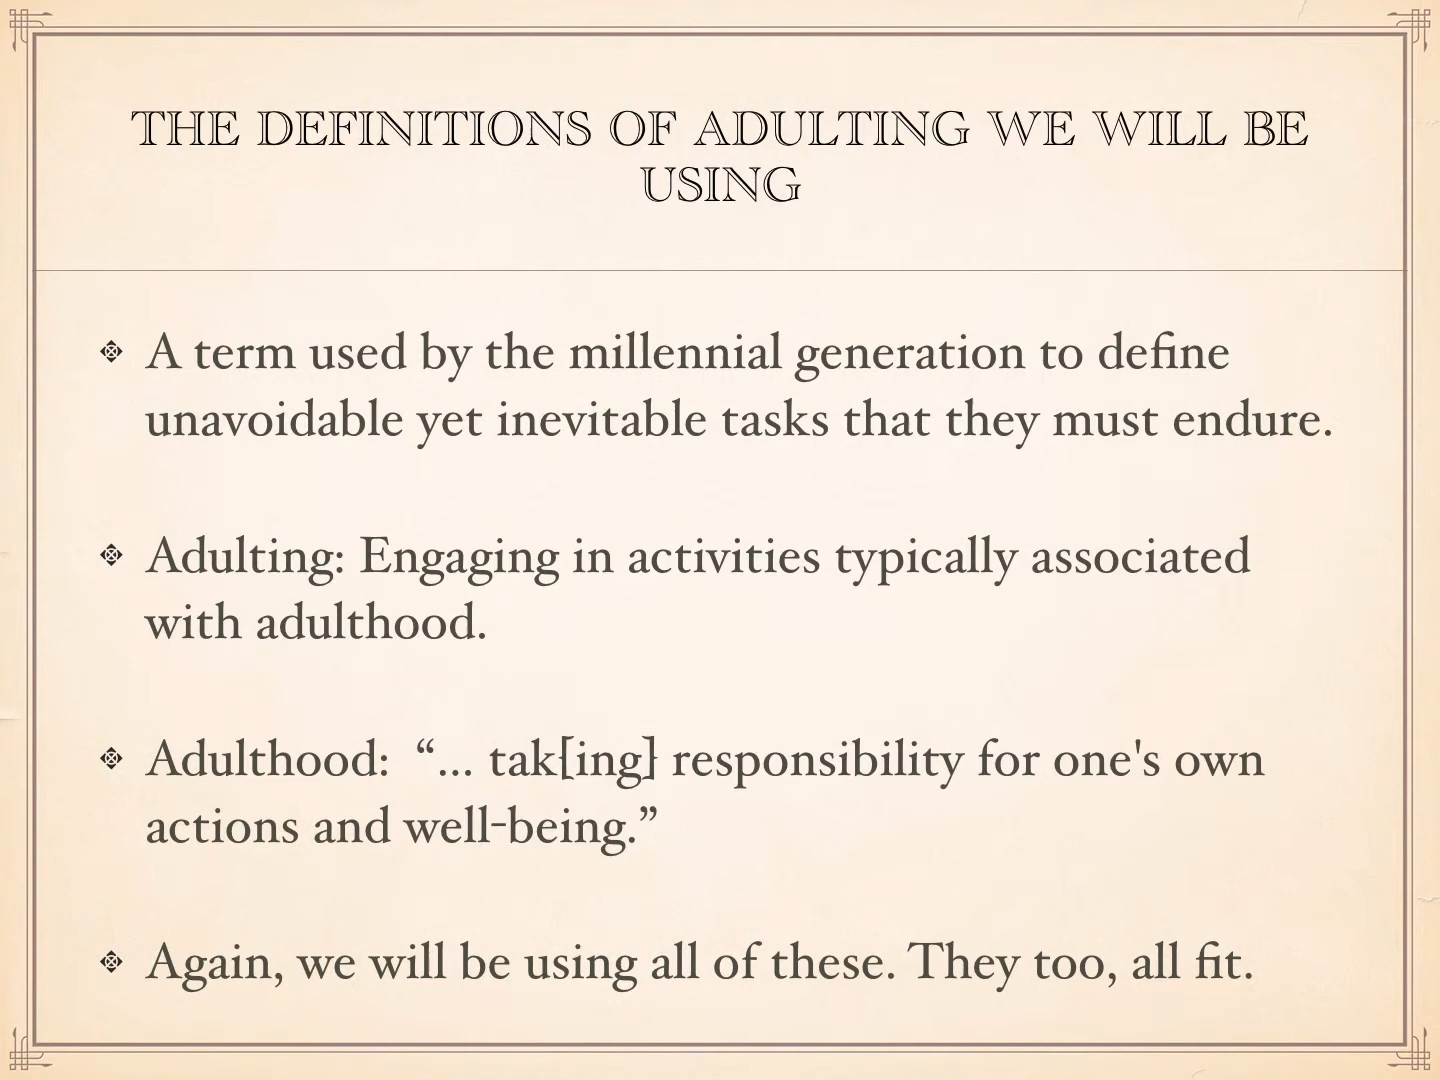 THE DEFINITIONS OF ADULTING WE WILL BE
USING
A term used by the millennial generation to define
unavoidable yet inevitable tasks that they must endure.
Adulting: Engaging in activities typically associated
with adulthood.
Adulthood:  “... tak[ing] responsibility for one's own
actions and well-being.”
Again, we will be using all of these. They too, all fit.